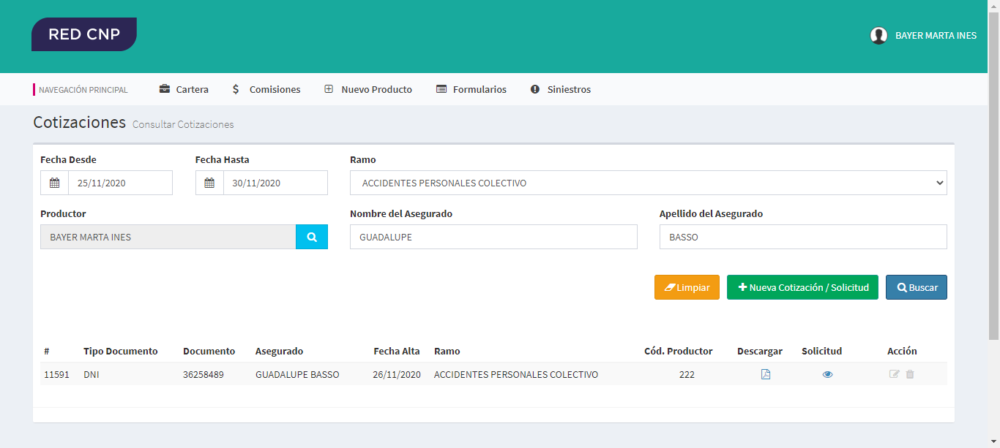 RED CNP
BAYER MARTA INES
NAVEGACIÓN PRINCIPAL Cartera $ Comisiones Nuevo Producto Formularios Siniestros
Cotizaciones Consultar Cotizaciones
Fecha Desde Fecha Hasta Ramo
25/11/2020 30/11/2020 ACCIDENTES PERSONALES COLECTIVO
Productor Nombre del Asegurado Apellido del Asegurado
BAYER MARTA INES GUADALUPE BASSO
Limpiar Nueva Cotización / Solicitud Buscar
# Tipo Documento Documento Asegurado Fecha Alta Ramo Cód. Productor Descargar Solicitud Acción
11591 DNI 36258489 GUADALUPE BASSO 26/11/2020 ACCIDENTES PERSONALES COLECTIVO 222